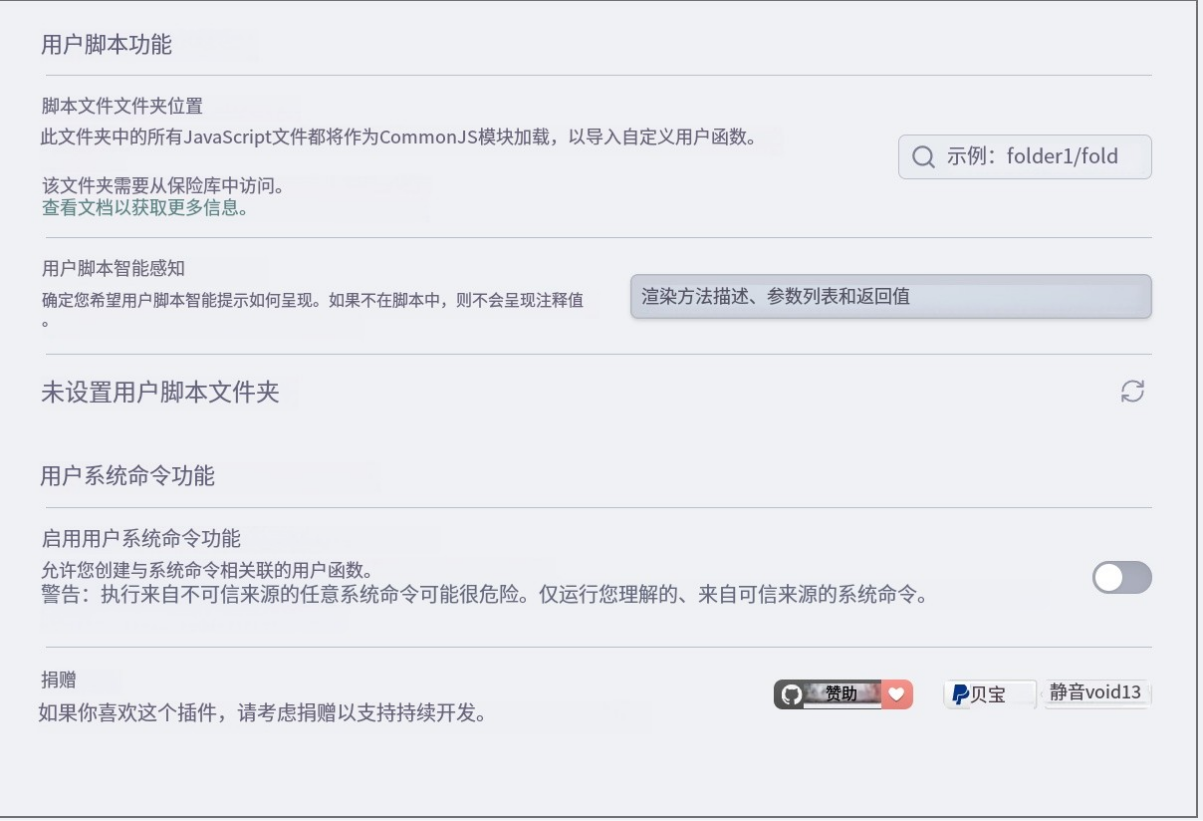 用户脚本功能
脚本文件文件夹位置
此文件夹中的所有JavaScript文件都将作为CommonJS模块加载，以导入自定义用户函数。
示例：folder1/fold
该文件夹需要从保险库中访问。
查看文档以获取更多信息。
用户脚本智能感知
确定您希望用户脚本智能提示如何呈现。如果不在脚本中，则不会呈现注释值
。
渲染方法描述、参数列表和返回值
未设置用户脚本文件夹
用户系统命令功能
启用用户系统命令功能
允许您创建与系统命令相关联的用户函数。
警告：执行来自不可信来源的任意系统命令可能很危险。仅运行您理解的、来自可信来源的系统命令。
捐赠
如果你喜欢这个插件，请考虑捐赠以支持持续开发。
赞助
贝宝
静音void13